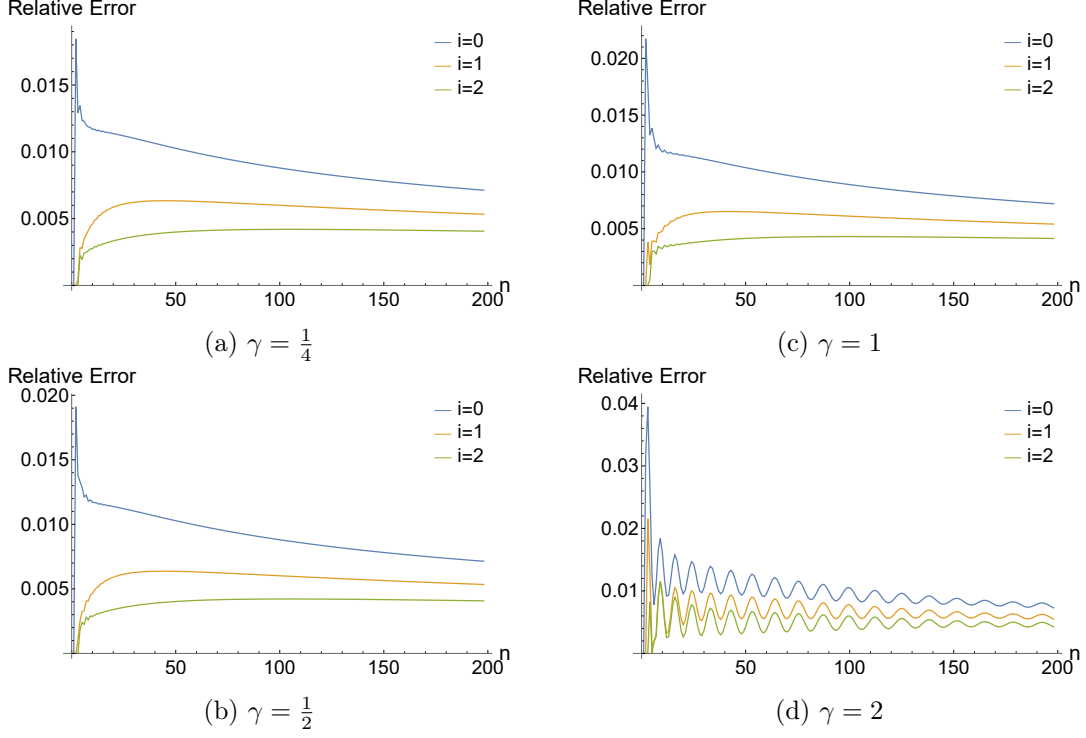 Relative Error
i=0
i=1
i=2
0.015
0.010
0.005
50 100 150 200 n
(a) γ = 1/4
Relative Error
i=0
i=1
i=2
0.020
0.015
0.010
0.005
50 100 150 200 n
(c) γ = 1
Relative Error
i=0
i=1
i=2
0.020
0.015
0.010
0.005
50 100 150 200 n
(b) γ = 1/2
Relative Error
i=0
i=1
i=2
0.04
0.03
0.02
0.01
50 100 150 200 n
(d) γ = 2